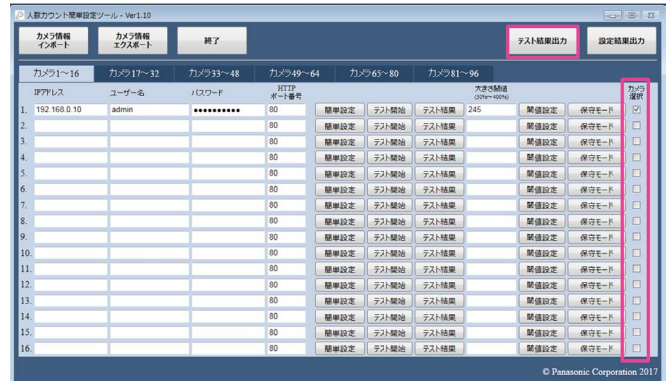 人数カウント簡単設定ツール - Ver1.10
カメラ情報
インポート
カメラ情報
エクスポート
終了
テスト結果出力
設定結果出力
カメラ1～16 カメラ17～32 カメラ33～48 カメラ49～64 カメラ65～80 カメラ81～96
IPアドレス ユーザー名 パスワード HTTP
ポート番号 大きさ閾値
(50%～400%) カメラ
選択
1. 192.168.0.10 admin ●●●●●●●●●● 80 簡単設定 テスト開始 テスト結果 245 閾値設定 保守モード
2. 80 簡単設定 テスト開始 テスト結果 閾値設定 保守モード
3. 80 簡単設定 テスト開始 テスト結果 閾値設定 保守モード
4. 80 簡単設定 テスト開始 テスト結果 閾値設定 保守モード
5. 80 簡単設定 テスト開始 テスト結果 閾値設定 保守モード
6. 80 簡単設定 テスト開始 テスト結果 閾値設定 保守モード
7. 80 簡単設定 テスト開始 テスト結果 閾値設定 保守モード
8. 80 簡単設定 テスト開始 テスト結果 閾値設定 保守モード
9. 80 簡単設定 テスト開始 テスト結果 閾値設定 保守モード
10. 80 簡単設定 テスト開始 テスト結果 閾値設定 保守モード
11. 80 簡単設定 テスト開始 テスト結果 閾値設定 保守モード
12. 80 簡単設定 テスト開始 テスト結果 閾値設定 保守モード
13. 80 簡単設定 テスト開始 テスト結果 閾値設定 保守モード
14. 80 簡単設定 テスト開始 テスト結果 閾値設定 保守モード
15. 80 簡単設定 テスト開始 テスト結果 閾値設定 保守モード
16. 80 簡単設定 テスト開始 テスト結果 閾値設定 保守モード
© Panasonic Corporation 2017